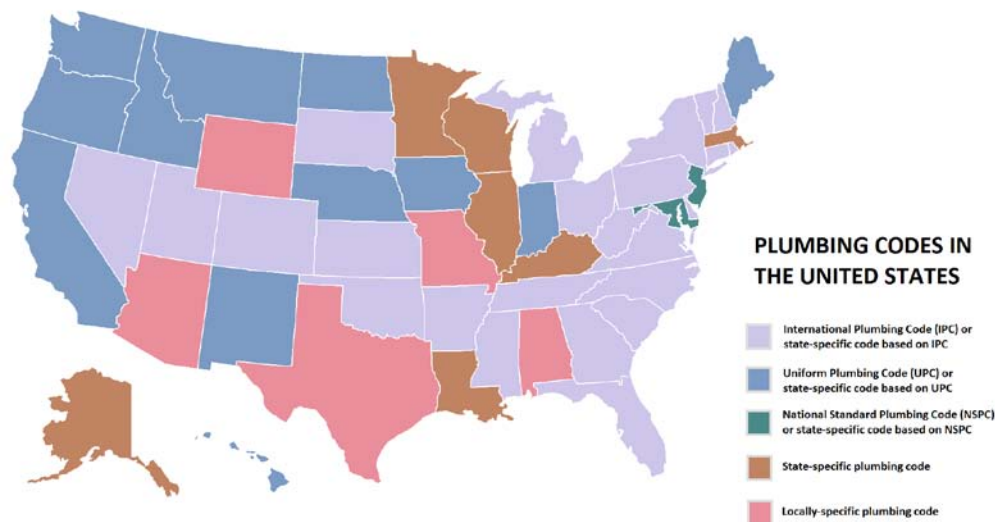 PLUMBING CODES IN
THE UNITED STATES
International Plumbing Code (IPC) or
state-specific code based on IPC
Uniform Plumbing Code (UPC) or
state-specific code based on UPC
National Standard Plumbing Code (NSPC)
or state-specific code based on NSPC
State-specific plumbing code
Locally-specific plumbing code